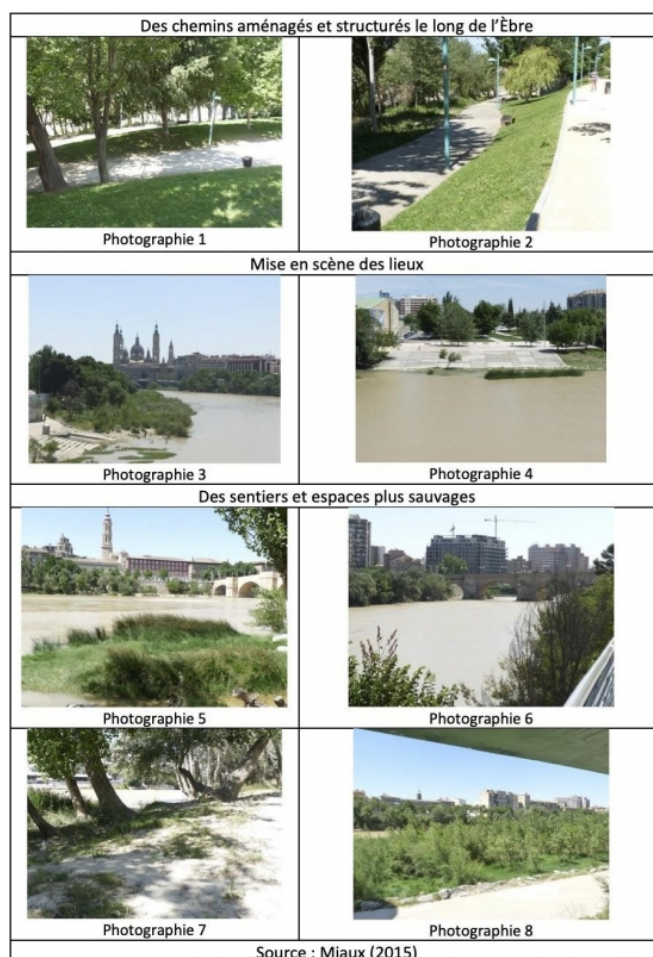 Des chemins aménagés et structurés le long de l'Èbre
Photographie 1
Photographie 2
Mise en scène des lieux
Photographie 3
Photographie 4
Des sentiers et espaces plus sauvages
Photographie 5
Photographie 6
Photographie 7
Photographie 8
Source : Miaux (2015)